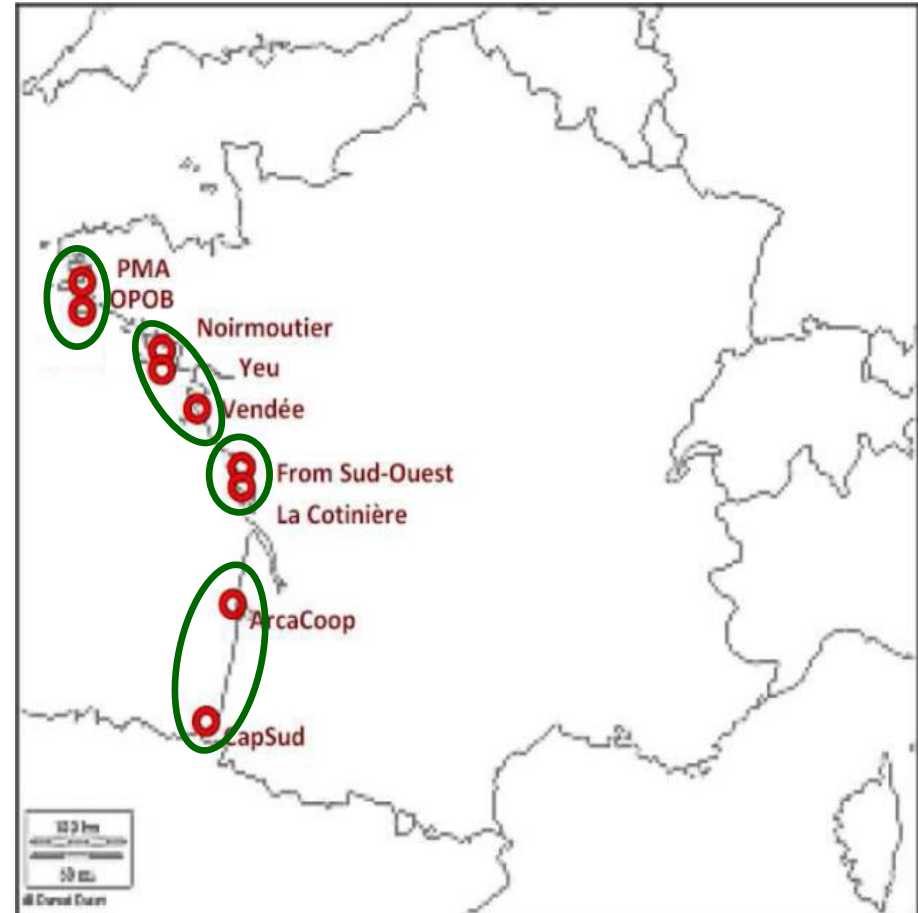 PMA
OPOB
Noirmoutier
Yeu
Vendée
From Sud-Ouest
La Cotinière
ArcaCoop
CapSud